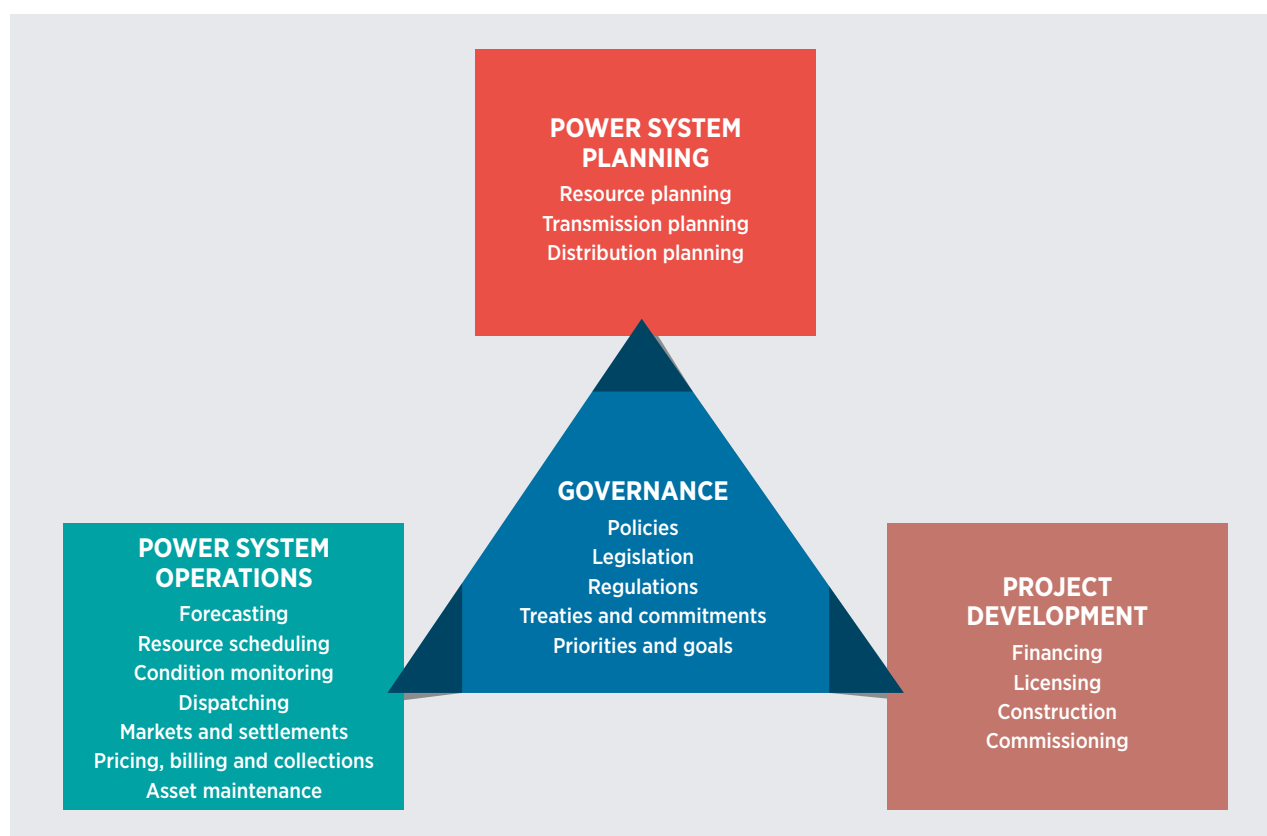 POWER SYSTEM
PLANNING
Resource planning
Transmission planning
Distribution planning
GOVERNANCE
Policies
Legislation
Regulations
Treaties and commitments
Priorities and goals
POWER SYSTEM
OPERATIONS
Forecasting
Resource scheduling
Condition monitoring
Dispatching
Markets and settlements
Pricing, billing and collections
Asset maintenance
PROJECT
DEVELOPMENT
Financing
Licensing
Construction
Commissioning